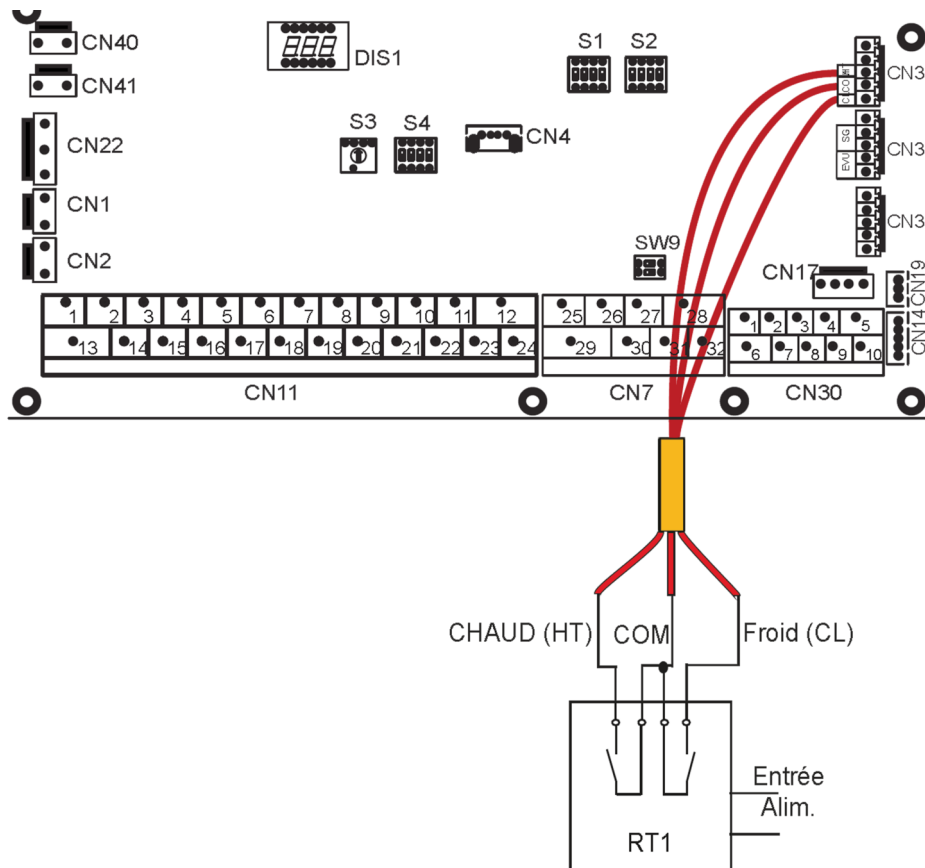 CN40
CN41
CN22
CN1
CN2
888
DIS1
S1 S2
S3 S4
CN4
HT
COM
CL
CN3
SG
EVU
CN3
CN3
SW9
CN17
CN19
CN14
1 2 3 4 5 6 7 8 9 10 11 12
13 14 15 16 17 18 19 20 21 22 23 24
25 26 27 28
29 30 31 32
1 2 3 4 5
6 7 8 9 10
CN11 CN7 CN30
CHAUD (HT) COM Froid (CL)
Entrée
Alim.
RT1